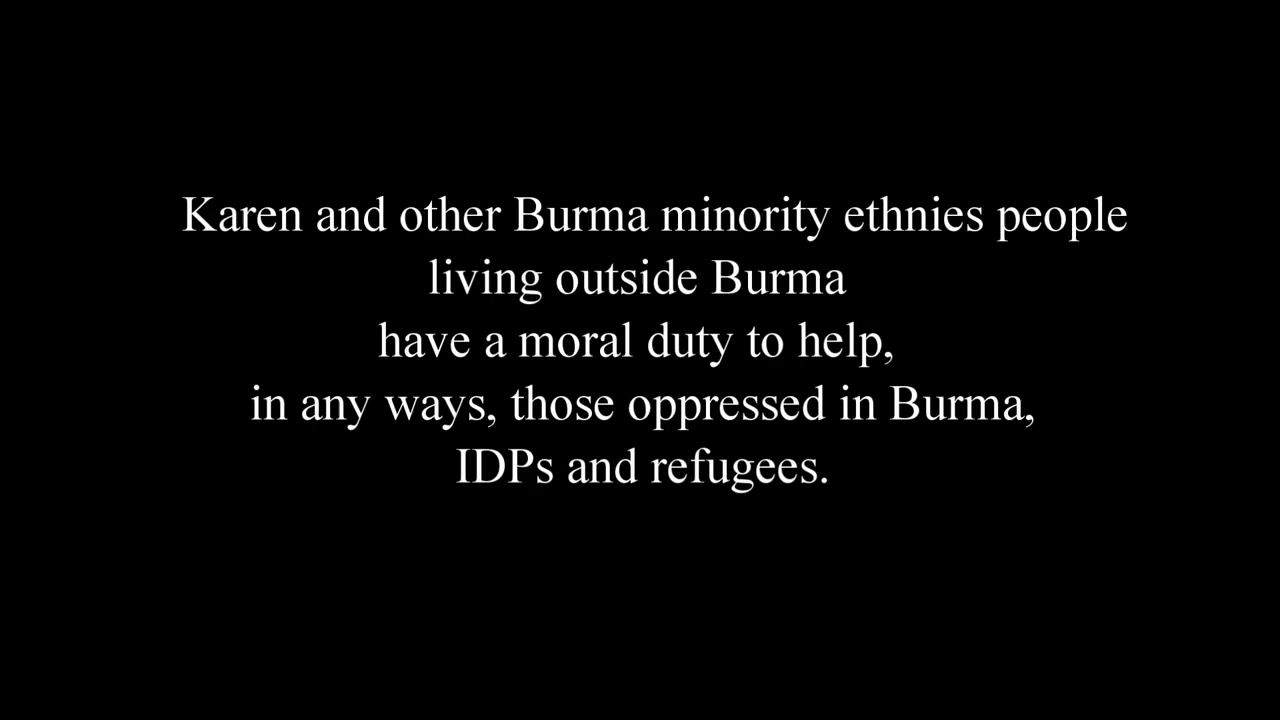 Karen and other Burma minority ethnies people
living outside Burma
have a moral duty to help,
in any ways, those oppressed in Burma,
IDPs and refugees.